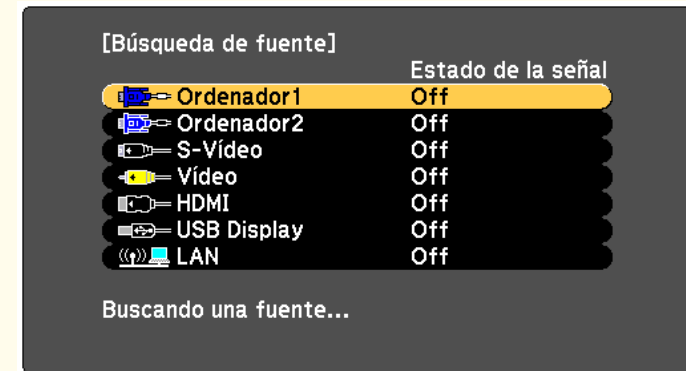 [Búsqueda de fuente]
Estado de la señal
Ordenador1 Off
Ordenador2 Off
S-Vídeo Off
Vídeo Off
HDMI Off
USB Display Off
LAN Off
Buscando una fuente...